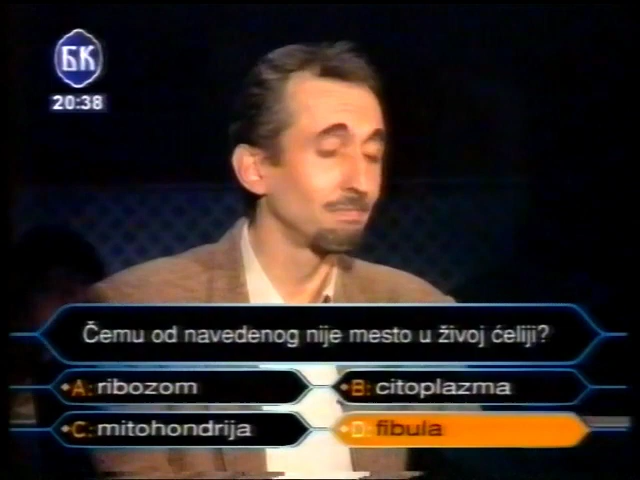 БК
20:38
Čemu od navedenog nije mesto u živoj ćeliji?
A: ribozom
B: citoplazma
C: mitohondrija
D: fibula